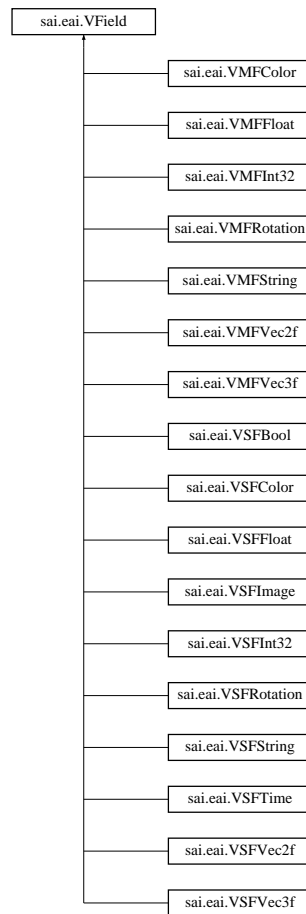 sai.eai.VField
sai.eai.VMFColor
sai.eai.VMFFloat
sai.eai.VMFInt32
sai.eai.VMFRotation
sai.eai.VMFString
sai.eai.VMFVec2f
sai.eai.VMFVec3f
sai.eai.VSFBool
sai.eai.VSFColor
sai.eai.VSFFloat
sai.eai.VSFImage
sai.eai.VSFInt32
sai.eai.VSFRotation
sai.eai.VSFString
sai.eai.VSFTime
sai.eai.VSFVec2f
sai.eai.VSFVec3f